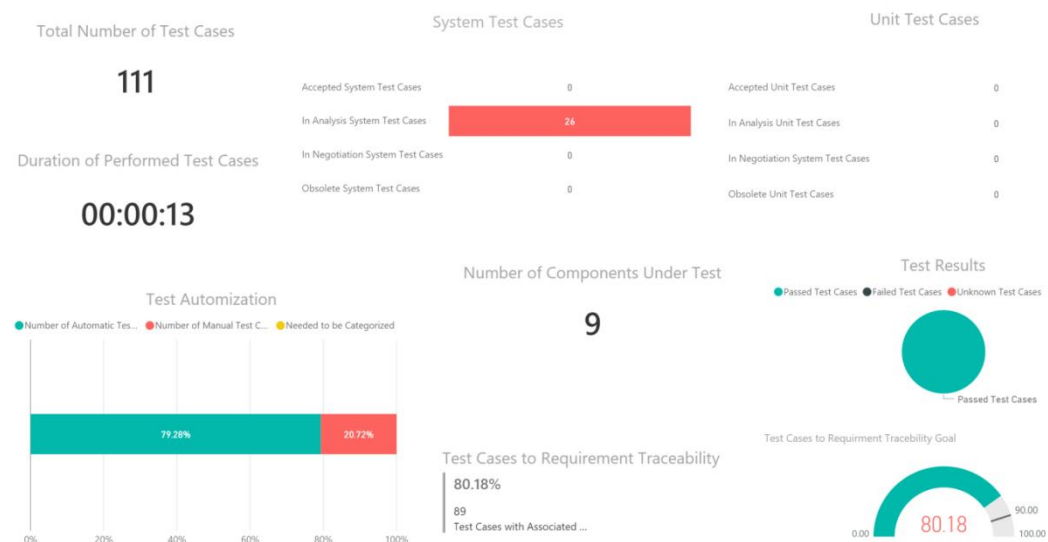 Total Number of Test Cases
111
Duration of Performed Test Cases
00:00:13
System Test Cases
Accepted System Test Cases 0
In Analysis System Test Cases 26
In Negotiation System Test Cases 0
Obsolete System Test Cases 0
Unit Test Cases
Accepted Unit Test Cases 0
In Analysis Unit Test Cases 0
In Negotiation System Test Cases 0
Obsolete Unit Test Cases 0
Test Automization
Number of Automatic Tes... Number of Manual Test C... Needed to be Categorized
79.28% 20.72%
0% 20% 40% 60% 80% 100%
Number of Components Under Test
9
Test Cases to Requirement Traceability
80.18%
89
Test Cases with Associated ...
Test Results
Passed Test Cases Failed Test Cases Unknown Test Cases
Passed Test Cases
Test Cases to Requirment Tracebility Goal
90.00
80.18
0.00 100.00